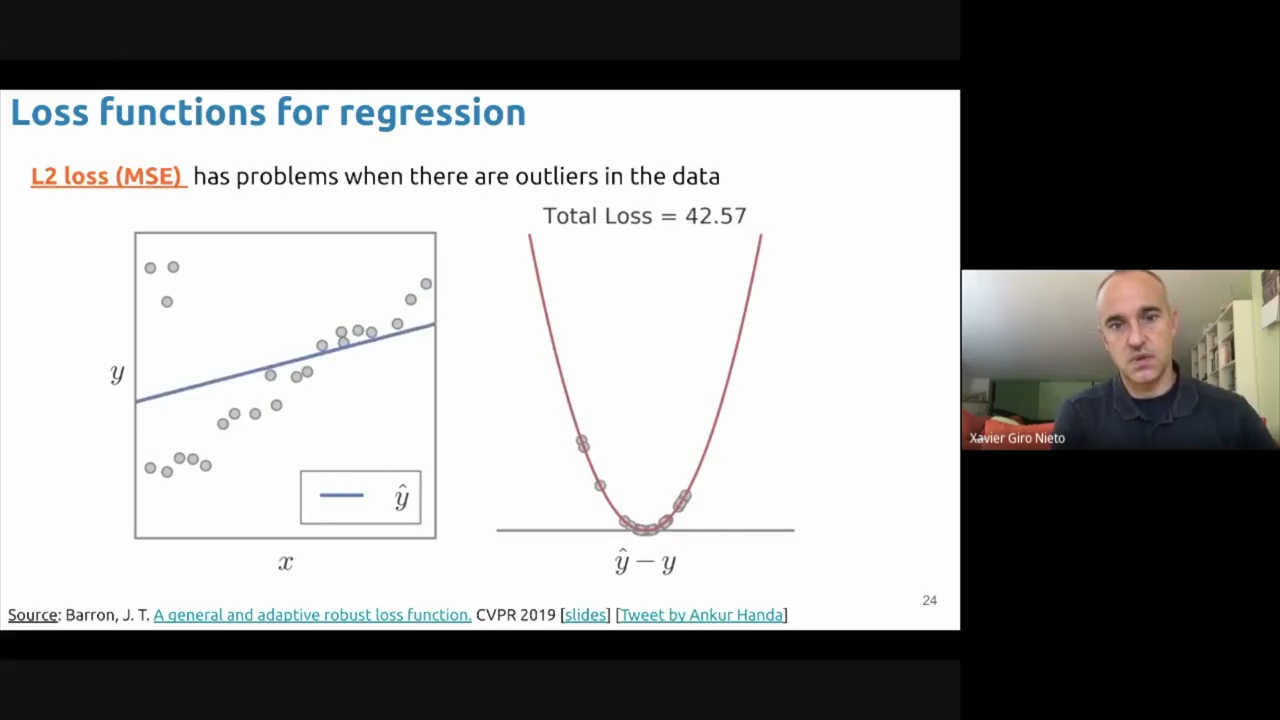 Loss functions for regression
L2 loss (MSE) has problems when there are outliers in the data
Total Loss = 42.57
y
ŷ
x
ŷ − y
Xavier Giro Nieto
24
Source: Barron, J. T. A general and adaptive robust loss function. CVPR 2019 [slides] [Tweet by Ankur Handa]